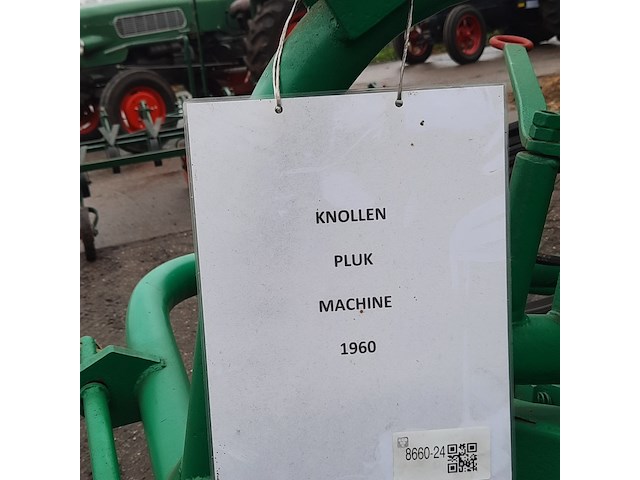 KNOLLEN
PLUK
MACHINE
1960
8660-24